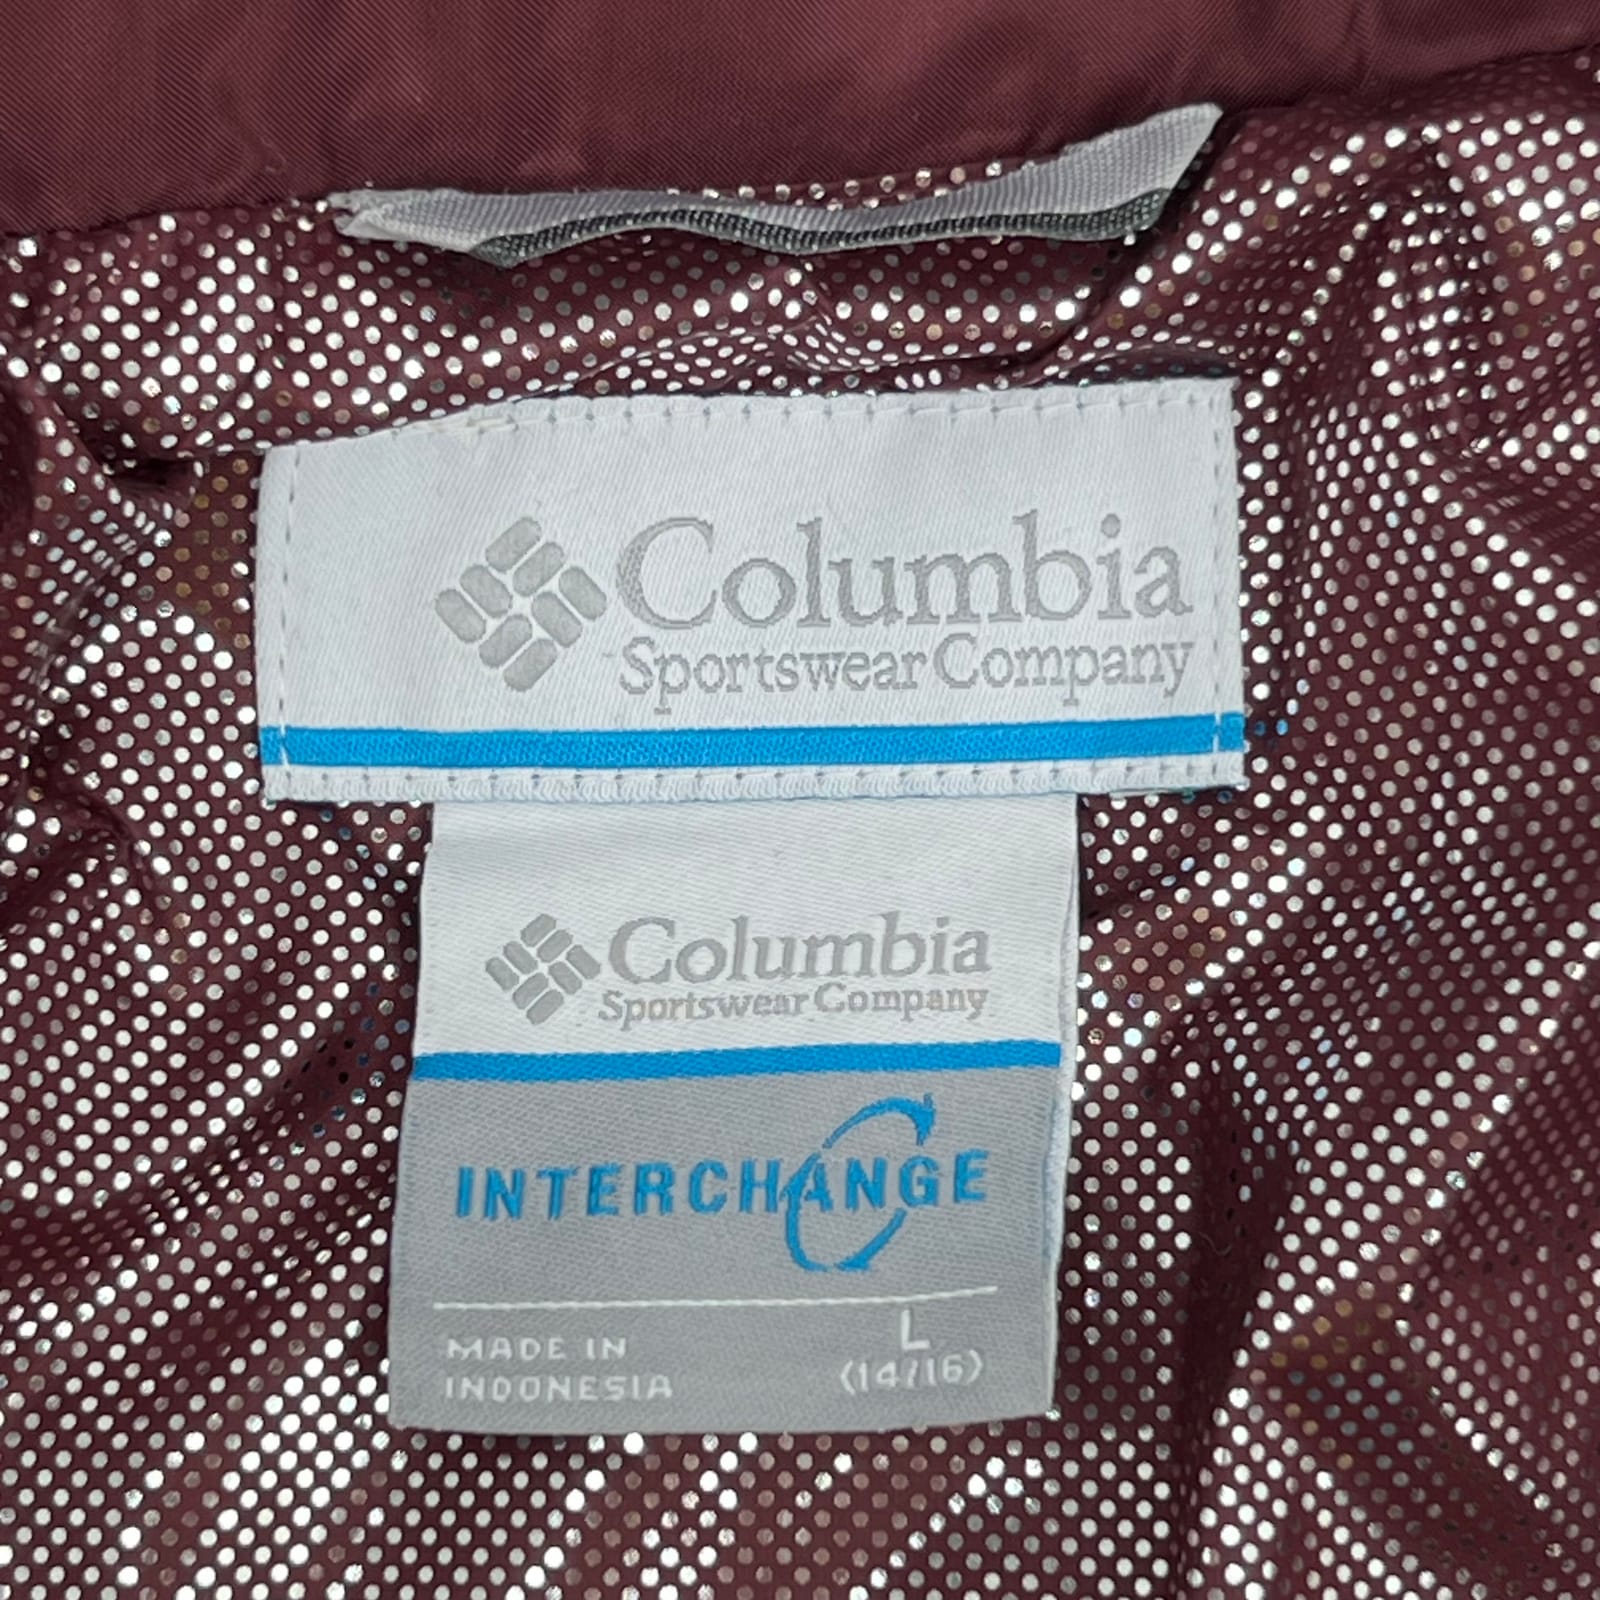 Columbia
Sportswear Company
Columbia
Sportswear Company
INTERCHANGE
L
MADE IN
INDONESIA
(14/16)